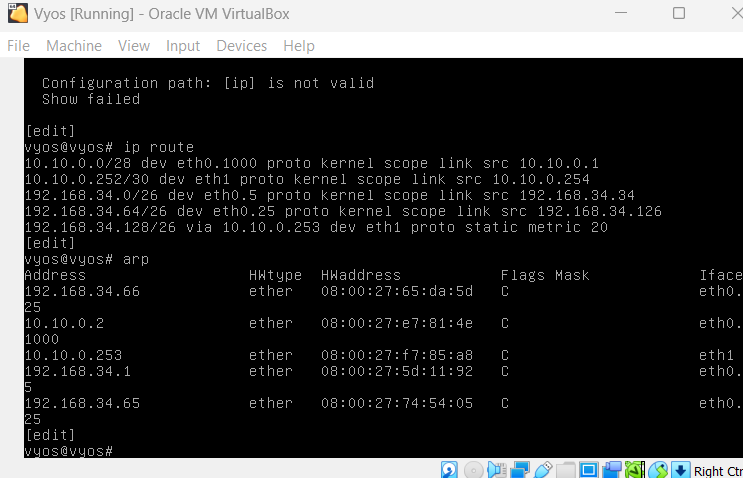 Vyos [Running] - Oracle VM VirtualBox
File Machine View Input Devices Help
Configuration path: [ip] is not valid
Show failed
[edit]
vyos@vyos# ip route
10.10.0.0/28 dev eth0.1000 proto kernel scope link src 10.10.0.1
10.10.0.252/30 dev eth1 proto kernel scope link src 10.10.0.254
192.168.34.0/26 dev eth0.5 proto kernel scope link src 192.168.34.34
192.168.34.64/26 dev eth0.25 proto kernel scope link src 192.168.34.126
192.168.34.128/26 via 10.10.0.253 dev eth1 proto static metric 20
[edit]
vyos@vyos# arp
Address HWtype HWaddress Flags Mask Iface
192.168.34.66 ether 08:00:27:65:da:5d C eth0.
25
10.10.0.2 ether 08:00:27:e7:81:4e C eth0.
1000
10.10.0.253 ether 08:00:27:f7:85:a8 C eth1
192.168.34.1 ether 08:00:27:5d:11:92 C eth0.
5
192.168.34.65 ether 08:00:27:74:54:05 C eth0.
25
[edit]
vyos@vyos#
Right Ctr